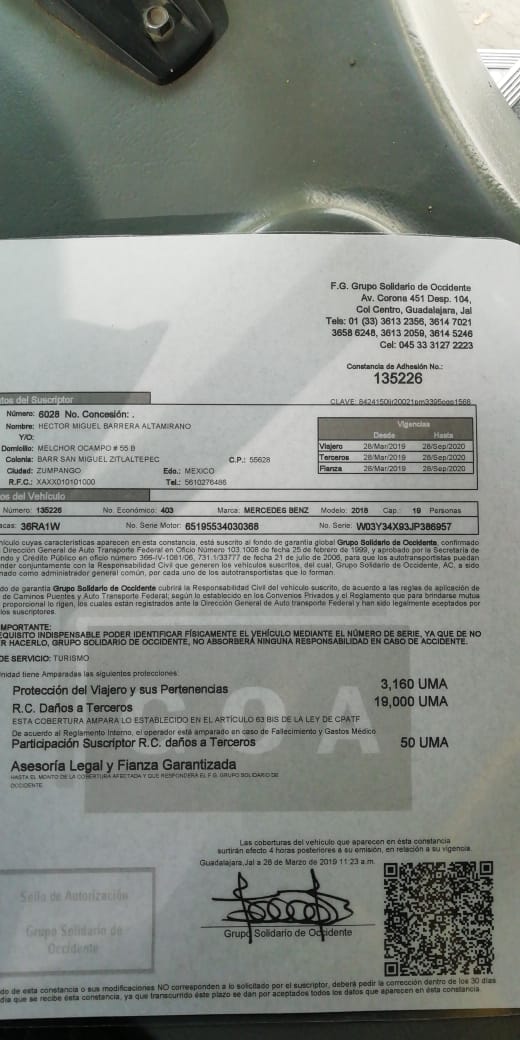 F.G. Grupo Solidario de Occidente
Av. Corona 451 Desp. 104,
Col Centro, Guadalajara, Jal
Tels: 01 (33) 3613 2356, 3614 7021
3658 6248, 3613 2059, 3614 5246
Cel: 045 33 3127 2223
Constancia de Adhesión No.:
135226
tos del Suscriptor
Número: 6028 No. Concesión: .
Nombre: HECTOR MIGUEL BARRERA ALTAMIRANO
Y/O:
Domicilio: MELCHOR OCAMPO # 55 B
Colonia: BARR SAN MIGUEL ZITLALTEPEC C.P.: 55628
Ciudad: ZUMPANGO Edo.: MEXICO
R.F.C.: XAXX010101000 Tel.: 5610276486
Vigencias
Desde Hasta
Viajero 28/Mar/2019 28/Sep/2020
Terceros 28/Mar/2019 28/Sep/2020
Fianza 28/Mar/2019 28/Sep/2020
os del Vehículo
Número: 135226 No. Económico: 403 Marca: MERCEDES BENZ Modelo: 2018 Cap.: 19 Personas
acas: 36RA1W No. Serie Motor: 65195534030368 No. Serie: W03Y34X93JP386957
hículo cuyas características aparecen en esta constancia, está suscrito al fondo de garantía global Grupo Solidario de Occidente, confirmado
Dirección General de Auto Transporte Federal en Oficio Número 103.1008 de fecha 25 de febrero de 1999, y aprobado por la Secretaria de
ndo y Crédito Público en oficio número 366-IV-1081/06, 731.1/33777 de fecha 21 de julio de 2006, para que los autotransportistas puedan
nder conjuntamente con la Responsabilidad Civil que generen los vehículos suscritos, del cual, Grupo Solidario de Occidente, AC, a sido
nado como administrador general común, por cada uno de los autotransportistas que lo forman.
do de garantía Grupo Solidario de Occidente cubrirá la Responsabilidad Civil del vehículo suscrito, de acuerdo a las reglas de aplicación de
de Caminos Puentes y Auto Transporte Federal; según lo establecido en los Convenios Privados y el Reglamento que para brindarse mutua
proporcional lo rigen, los cuales están registrados ante la Dirección General de Auto transporte Federal y han sido legalmente aceptados por
los suscriptores.
IMPORTANTE:
EQUISITO INDISPENSABLE PODER IDENTIFICAR FÍSICAMENTE EL VEHÍCULO MEDIANTE EL NÚMERO DE SERIE, YA QUE DE NO
R HACERLO, GRUPO SOLIDARIO DE OCCIDENTE, NO ABSORBERÁ NINGUNA RESPONSABILIDAD EN CASO DE ACCIDENTE.
DE SERVICIO: TURISMO
unidad tiene Amparadas las siguientes protecciones:
Protección del Viajero y sus Pertenencias 3,160 UMA
R.C. Daños a Terceros 19,000 UMA
ESTA COBERTURA AMPARA LO ESTABLECIDO EN EL ARTÍCULO 63 BIS DE LA LEY DE CPATF
De acuerdo al Reglamento Interno, el operador está amparado en caso de Fallecimiento y Gastos Médico
Participación Suscriptor R.C. daños a Terceros 50 UMA
Asesoría Legal y Fianza Garantizada
HASTA EL MONTO DE LA COBERTURA AFECTADA Y QUE RESPONDERÁ EL F.G. GRUPO SOLIDARIO DE
OCCIDENTE
GOA
Las coberturas del vehículo que aparecen en ésta constancia
surtirán efecto 4 horas posteriores a su emisión, en relación a su vigencia.
Guadalajara,Jal a 28 de Marzo de 2019 11:23 a.m.
Grupo Solidario de Occidente
Sello de Autorización
Grupo Solidario de
Occidente
do de esta constancia o sus modificaciones NO corresponden a lo solicitado por el suscriptor, deberá pedir la corrección dentro de los 30 días
día que se recibe ésta constancia, ya que transcurrido éste plazo se dan por aceptados todos los datos que aparecen en ésta constancia.